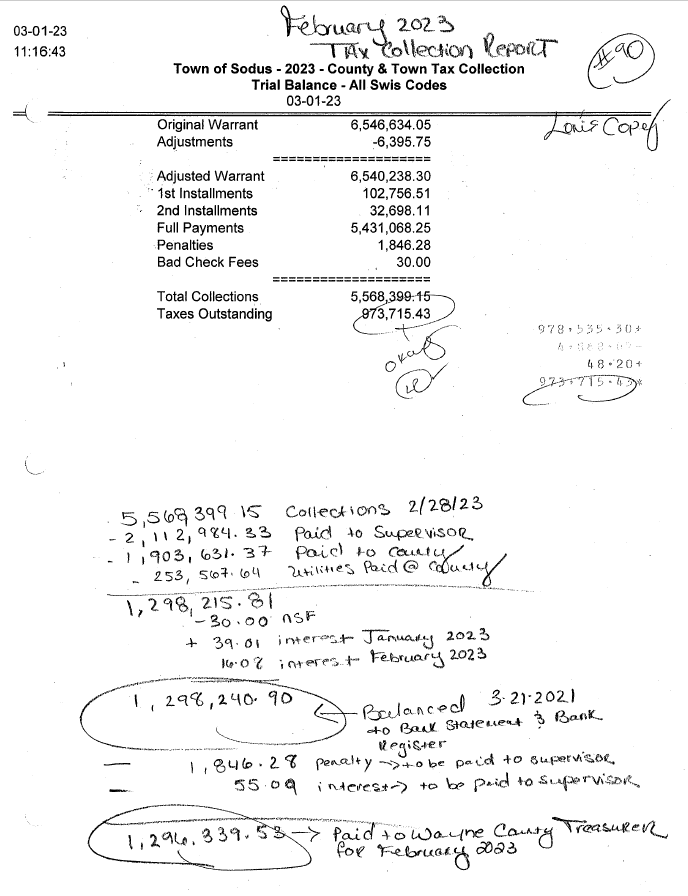 February 2023
03-01-23
TAX Collection REPORT
11:16:43
#90
Town of Sodus - 2023 - County & Town Tax Collection
Trial Balance - All Swis Codes
03-01-23
Original Warrant 6,546,634.05
Adjustments -6,395.75
====================
Adjusted Warrant 6,540,238.30
1st Installments 102,756.51
2nd Installments 32,698.11
Full Payments 5,431,068.25
Penalties 1,846.28
Bad Check Fees 30.00
====================
Total Collections 5,568,399.15
Taxes Outstanding 973,715.43
okay
978,535.30+
48.20+
973,715.43*
5,568,399 15 Collections 2/28/23
- 2,112,984.33 Paid to Supervisor
- 1,903,631.37 Paid to County
- 253,567.64 Utilities Paid @ County
1,298,215.81
-30.00 NSF
+ 39.01 interest January 2023
16.08 interest February 2023
1,298,240.90 ← Balanced 3-21-2021
to Bank Statement & Bank
Register
— 1,846.28 penalty → to be paid to supervisor
— 55.09 interest → to be paid to supervisor
1,296,339.53 → Paid to Wayne County Treasurer
for February 2023